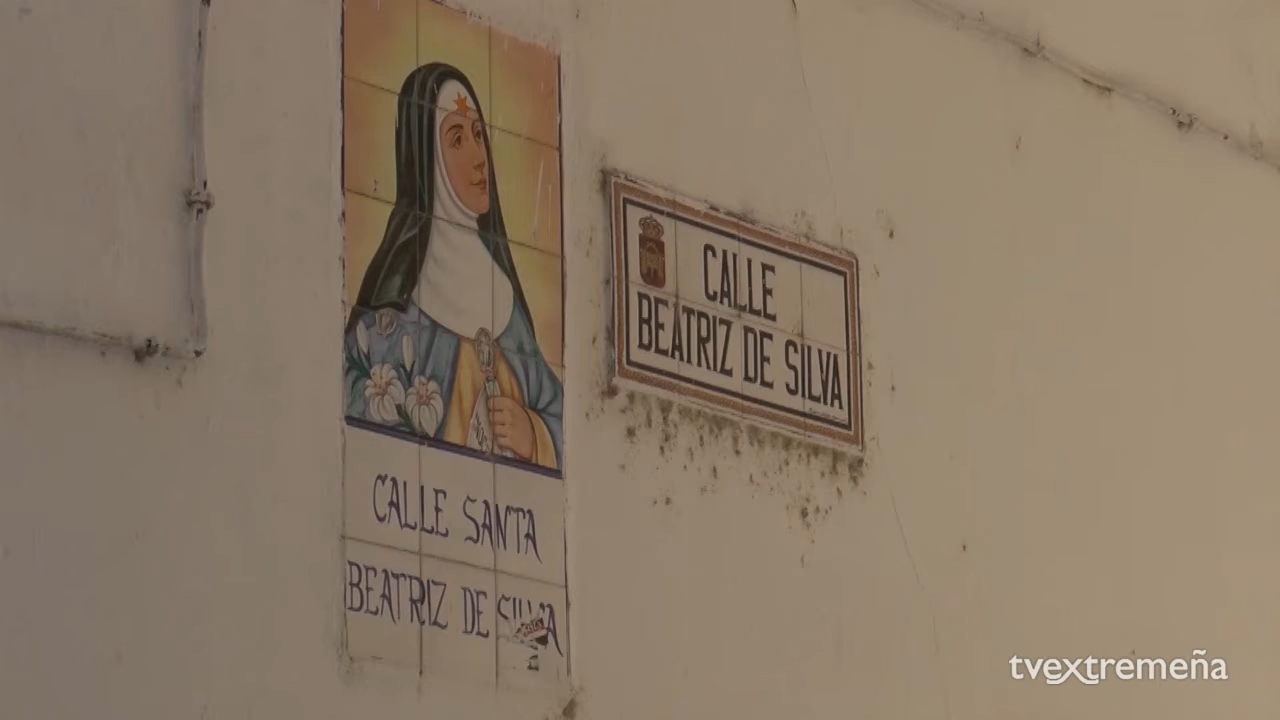 CALLE SANTA
BEATRIZ DE SILVA
CALLE
BEATRIZ DE SILVA
tvextremeña